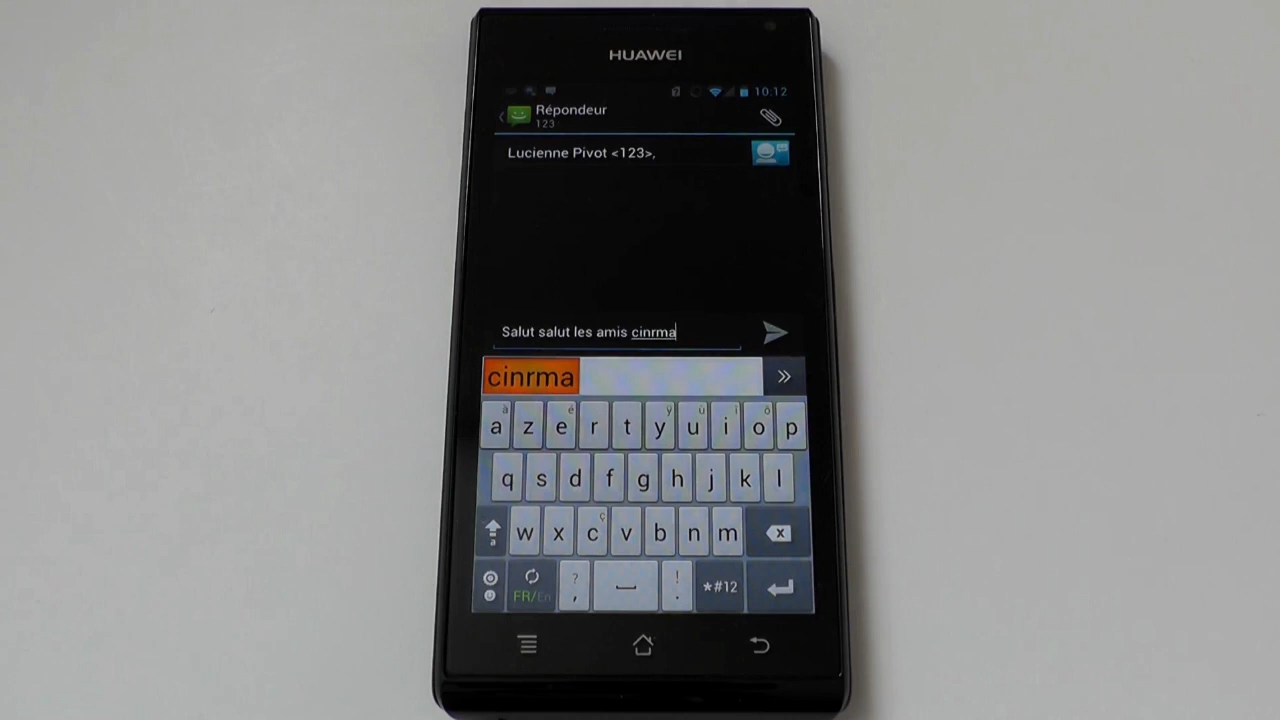 HUAWEI
10:12
Répondeur
123
Lucienne Pivot <123>,
Salut salut les amis cinrma
cinrma »
à é ÿ ù ï ô
a z e r t y u i o p
q s d f g h j k l
ç
a w x c v b n m x
? !
FR/En , . *#12